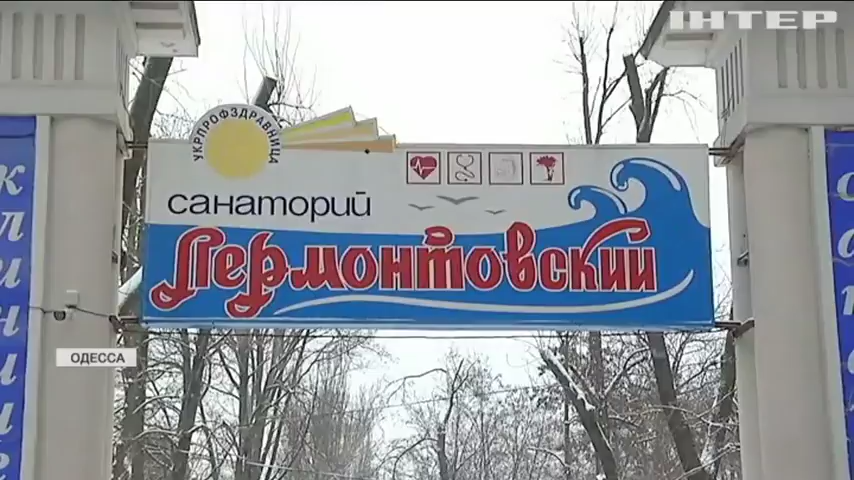 ІНТЕР
УКРПРОФЗДРАВНИЦА
санаторий
Лермонтовский
ОДЕССА